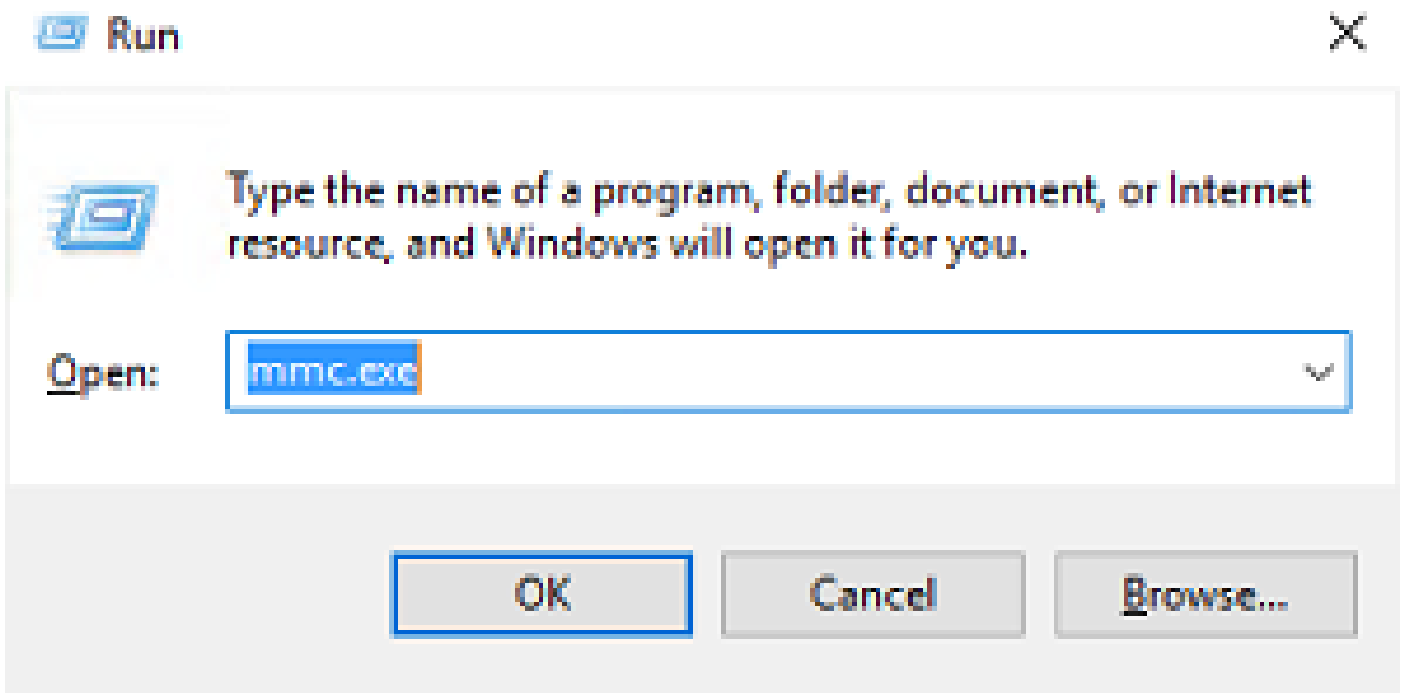 Run
Type the name of a program, folder, document, or Internet
resource, and Windows will open it for you.
Open: mmc.exe
OK Cancel Browse...